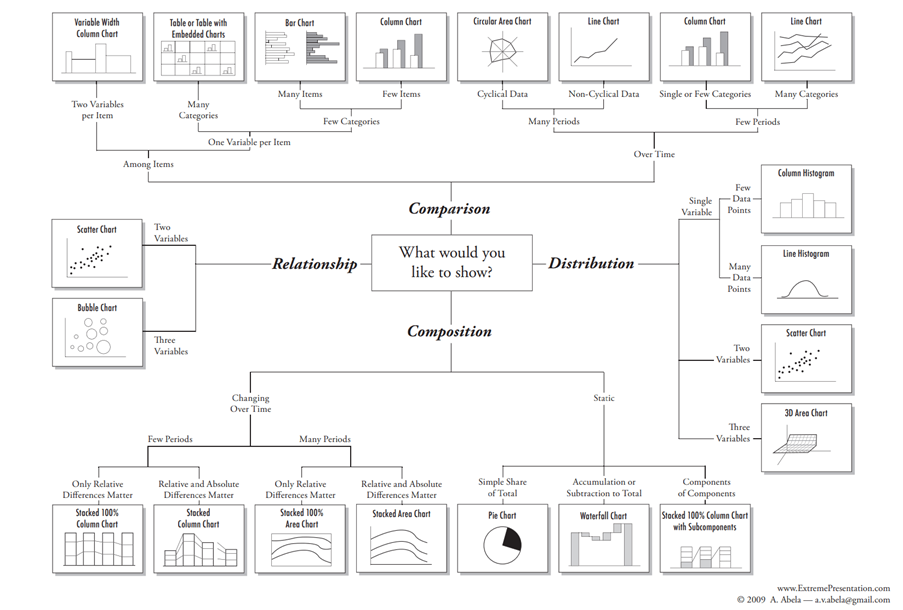 Variable Width
Column Chart
Table or Table with
Embedded Charts
Bar Chart
Column Chart
Circular Area Chart
Line Chart
Column Chart
Line Chart
Two Variables
per Item
Many
Categories
Many Items
Few Items
Cyclical Data
Non-Cyclical Data
Single or Few Categories
Many Categories
Few Categories
Many Periods
Few Periods
One Variable per Item
Among Items
Over Time
Comparison
What would you
like to show?
Relationship
Scatter Chart
Two
Variables
Bubble Chart
Three
Variables
Distribution
Single
Variable
Few
Data
Points
Column Histogram
Many
Data
Points
Line Histogram
Two
Variables
Scatter Chart
Three
Variables
3D Area Chart
Composition
Changing
Over Time
Static
Few Periods
Many Periods
Only Relative
Differences Matter
Relative and Absolute
Differences Matter
Only Relative
Differences Matter
Relative and Absolute
Differences Matter
Simple Share
of Total
Accumulation or
Subtraction to Total
Components
of Components
Stacked 100%
Column Chart
Stacked
Column Chart
Stacked 100%
Area Chart
Stacked Area Chart
Pie Chart
Waterfall Chart
Stacked 100% Column Chart
with Subcomponents
www.ExtremePresentation.com
© 2009 A. Abela — a.v.abela@gmail.com